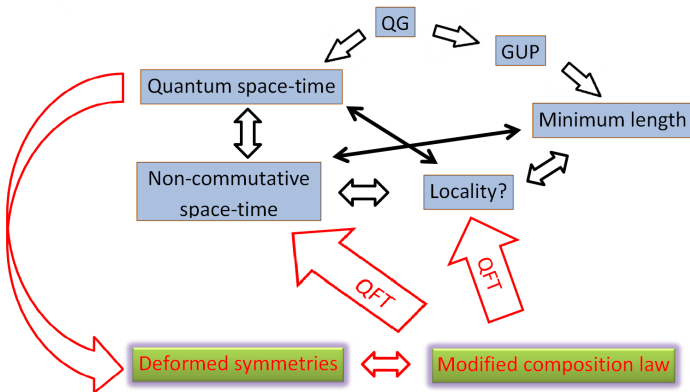 QG
GUP
Quantum space-time
Minimum length
Non-commutative
space-time
Locality?
QFT
QFT
Deformed symmetries
Modified composition law